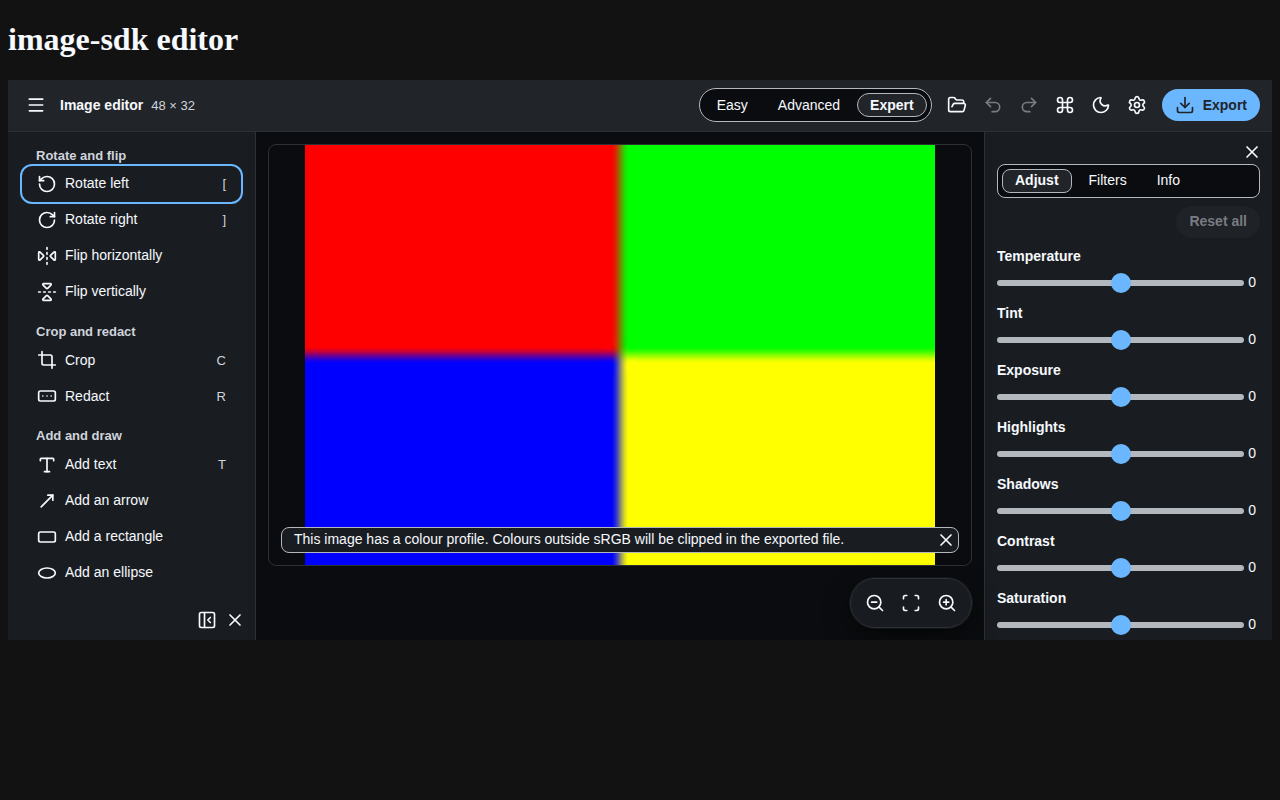 image-sdk editor
Image editor 48 × 32
Easy Advanced Expert
Export
Rotate and flip
Rotate left [
Rotate right ]
Flip horizontally
Flip vertically
Crop and redact
Crop C
Redact R
Add and draw
Add text T
Add an arrow
Add a rectangle
Add an ellipse
This image has a colour profile. Colours outside sRGB will be clipped in the exported file.
Adjust Filters Info
Reset all
Temperature
0
Tint
0
Exposure
0
Highlights
0
Shadows
0
Contrast
0
Saturation
0